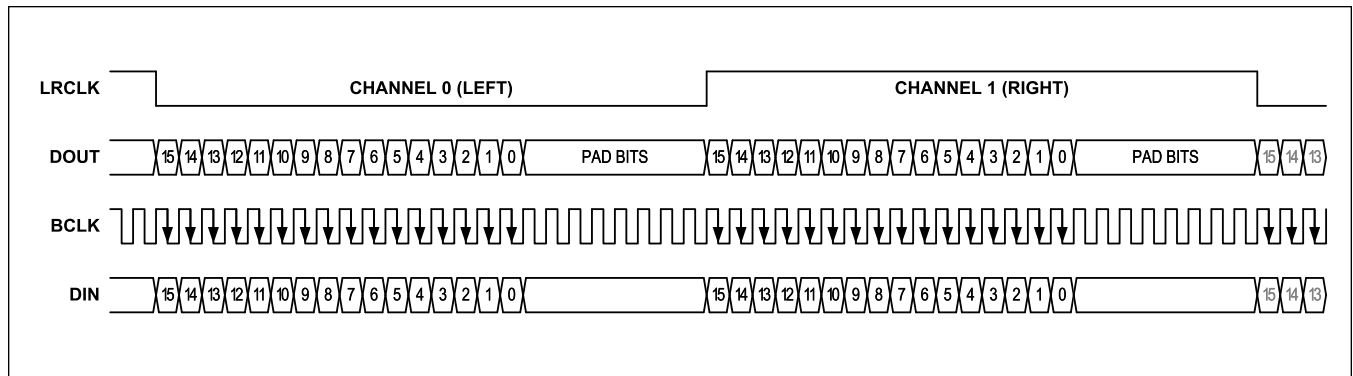 LRCLK CHANNEL 0 (LEFT) CHANNEL 1 (RIGHT)
DOUT 15 14 13 12 11 10 9 8 7 6 5 4 3 2 1 0 PAD BITS 15 14 13 12 11 10 9 8 7 6 5 4 3 2 1 0 PAD BITS 15 14 13
BCLK
DIN 15 14 13 12 11 10 9 8 7 6 5 4 3 2 1 0 15 14 13 12 11 10 9 8 7 6 5 4 3 2 1 0 15 14 13